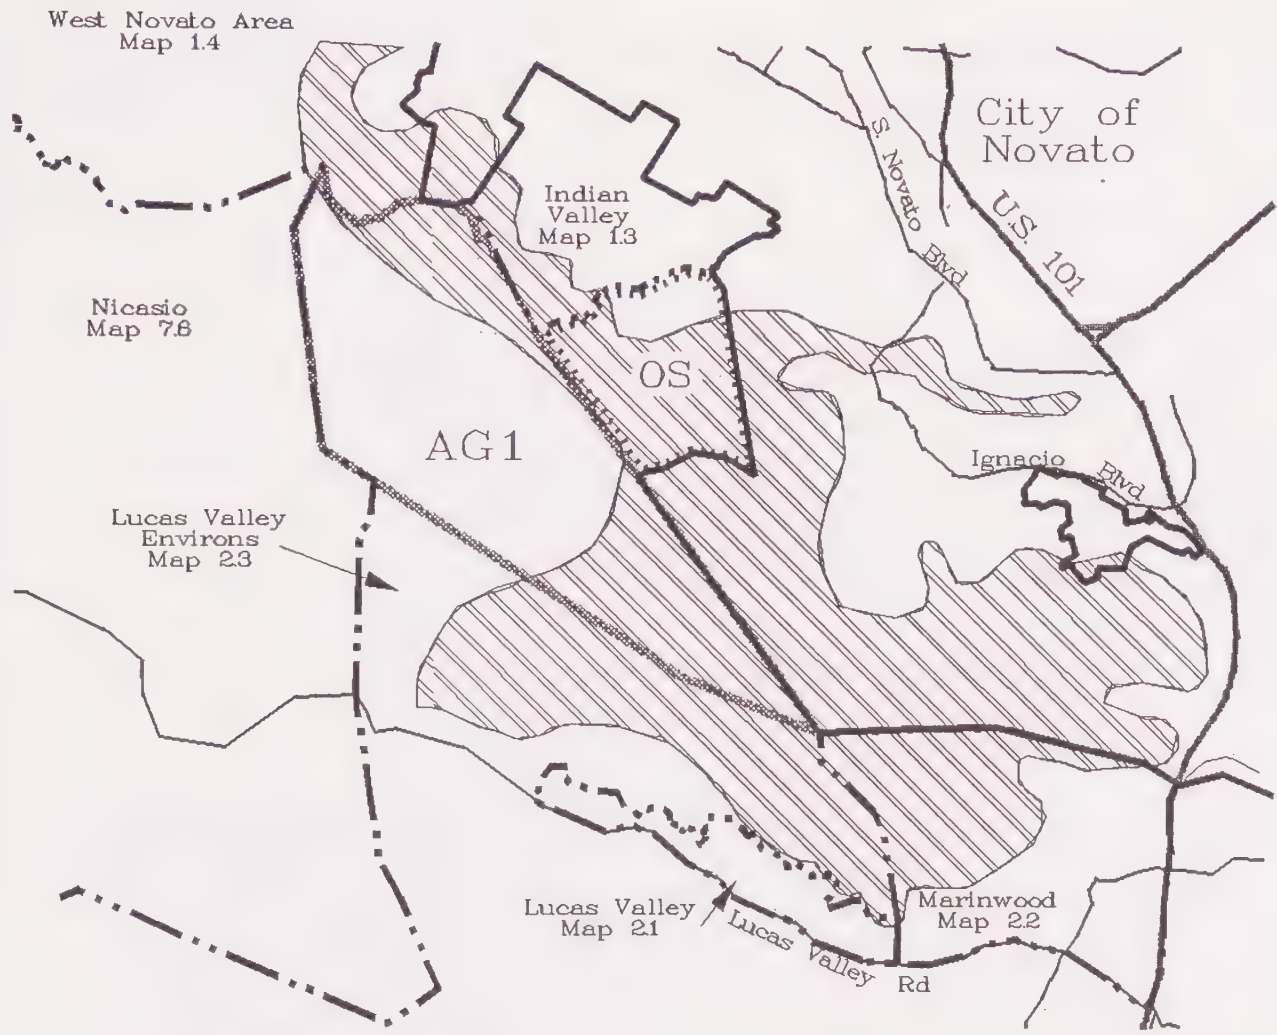 West Novato Area
Map 1.4
City of
Novato
S. Novato Blvd
U.S. 101
Indian
Valley
Map 1.3
Nicasio
Map 7.6
OS
AG1
Ignacio Blvd
Lucas Valley
Environs
Map 2.3
Lucas Valley
Map 2.1
Marinwood
Map 2.2
Lucas Valley Rd